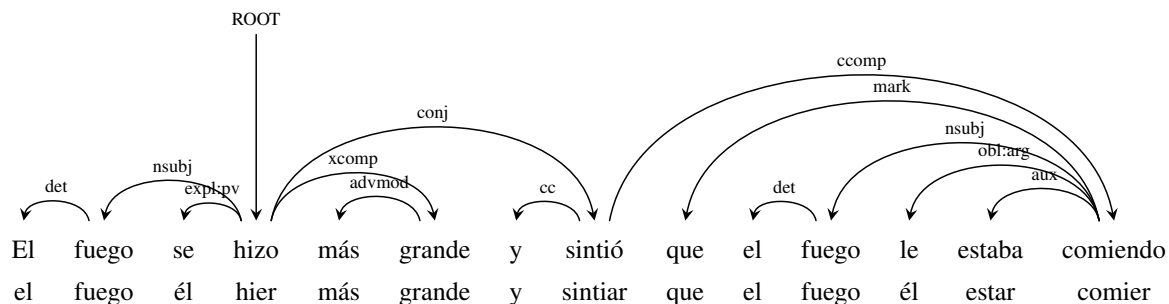 ROOT
ccomp
mark
conj
nsubj
obl:arg
xcomp
nsubj
aux
advmod
expl:pv
det
cc
det
El fuego se hizo más grande y sintió que el fuego le estaba comiendo
el fuego él hier más grande y sintiar que el fuego él estar comier